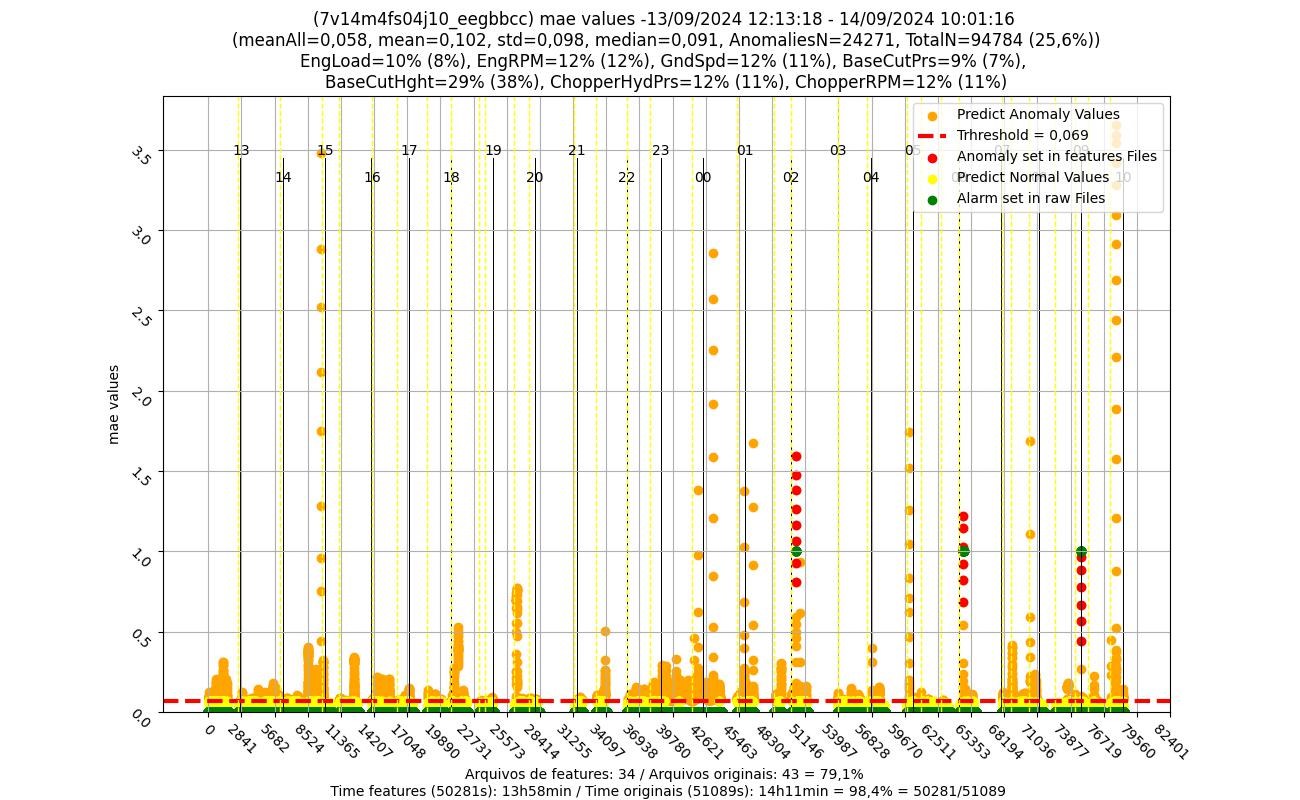 (7v14m4fs04j10_eegbbcc) mae values -13/09/2024 12:13:18 - 14/09/2024 10:01:16
(meanAll=0,058, mean=0,102, std=0,098, median=0,091, AnomaliesN=24271, TotalN=94784 (25,6%))
EngLoad=10% (8%), EngRPM=12% (12%), GndSpd=12% (11%), BaseCutPrs=9% (7%),
BaseCutHght=29% (38%), ChopperHydPrs=12% (11%), ChopperRPM=12% (11%)
Predict Anomaly Values
Trhreshold = 0,069
Anomaly set in features Files
Predict Normal Values
Alarm set in raw Files
13 15 17 19 21 23 01 03 05 07 09
14 16 18 20 22 00 02 04 10
mae values
3.5
3.0
2.5
2.0
1.5
1.0
0.5
0.0
0 2841 5682 8524 11365 14207 17048 19890 22731 25573 28414 31255 34097 36938 39780 42621 45463 48304 51146 53987 56828 59670 62511 65353 68194 71036 73877 76719 79560 82401
Arquivos de features: 34 / Arquivos originais: 43 = 79,1%
Time features (50281s): 13h58min / Time originais (51089s): 14h11min = 98,4% = 50281/51089